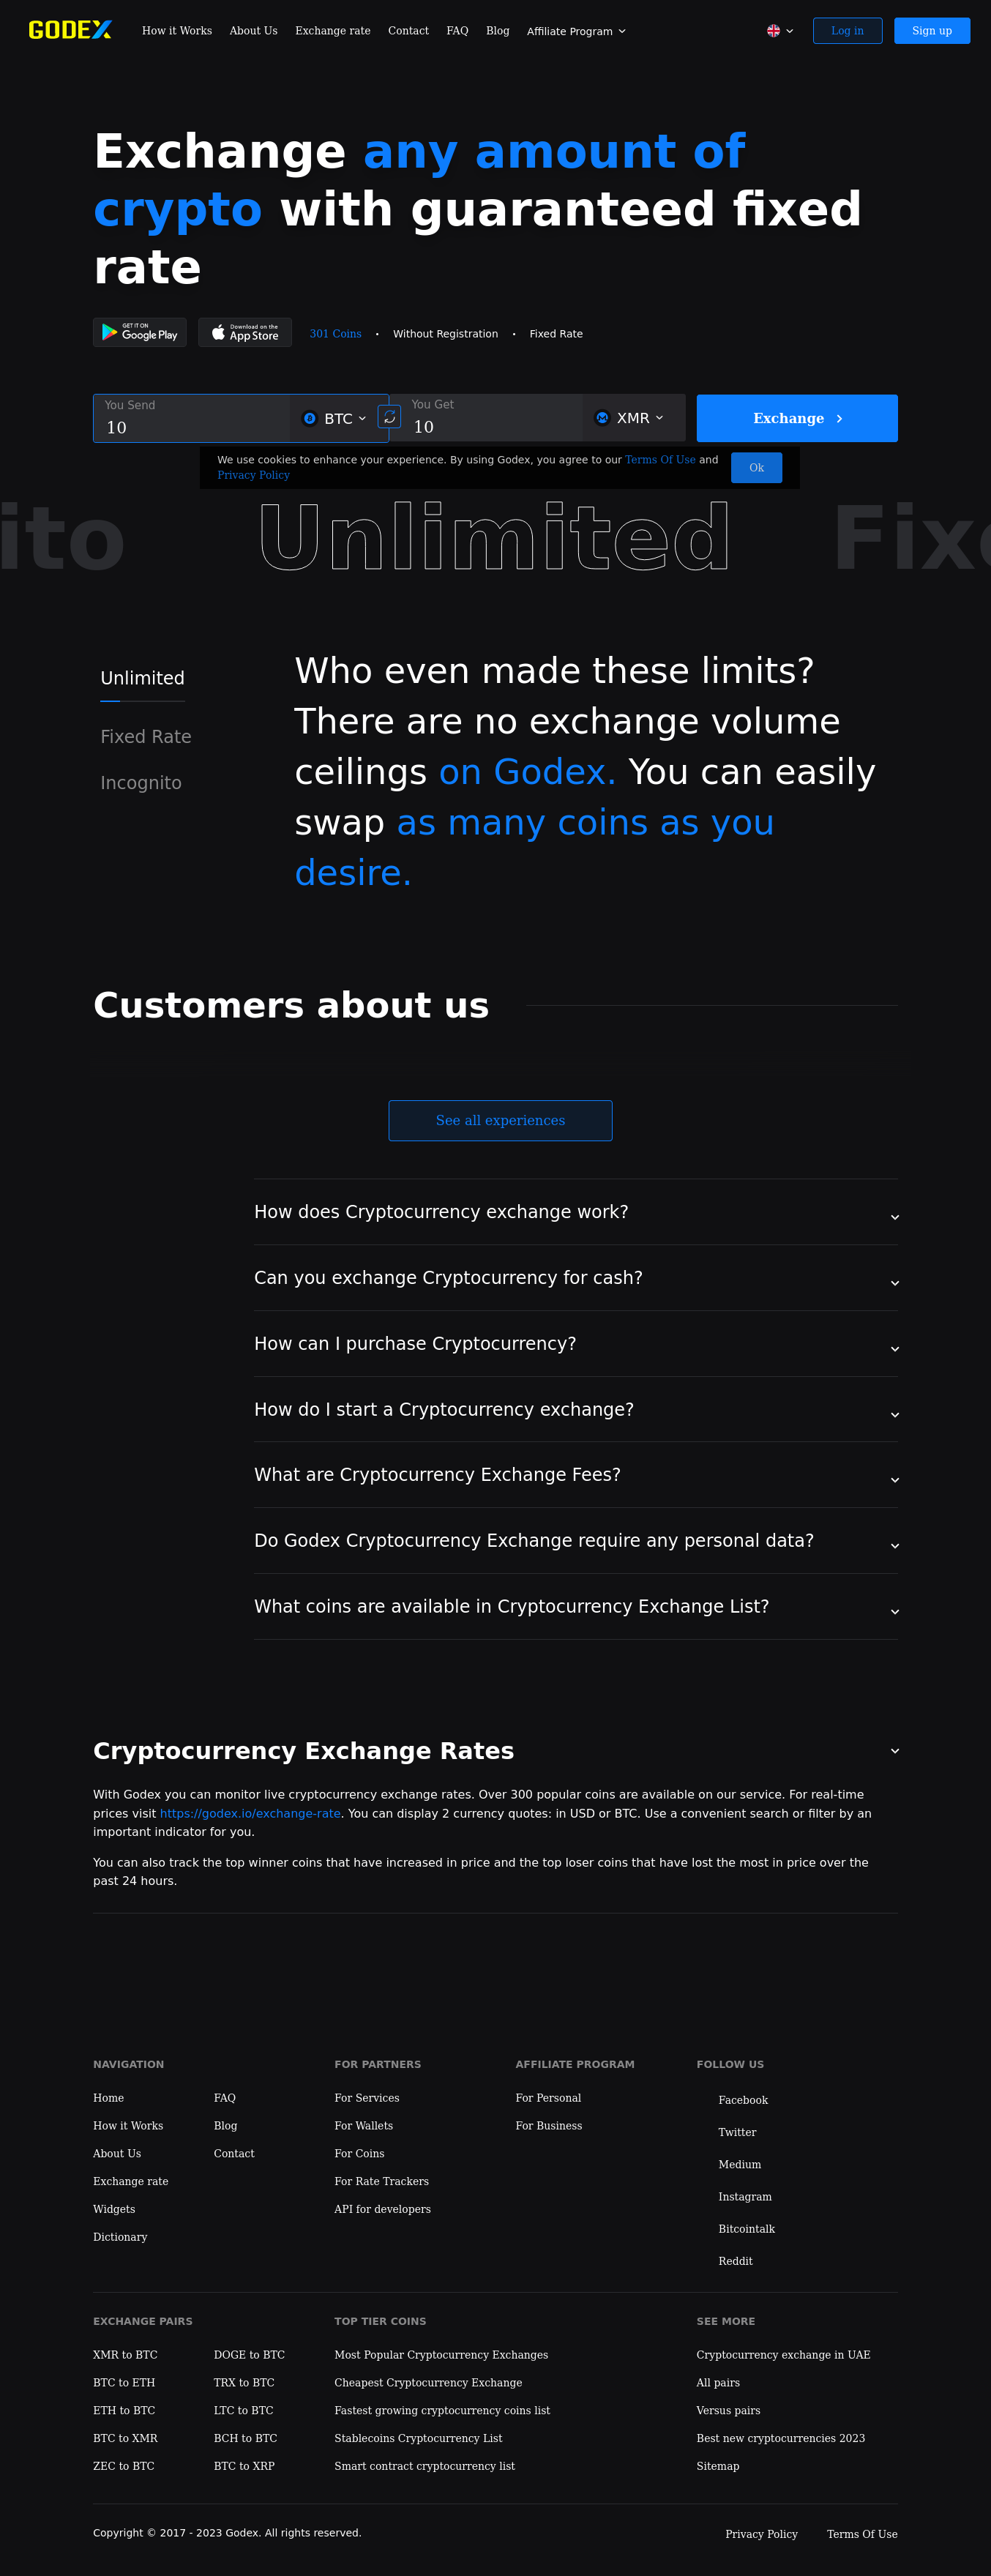 GODEX How it Works About Us Exchange rate Contact FAQ Blog Affiliate Program Log in Sign up
Exchange any amount of
crypto with guaranteed fixed
rate
GET IT ON
Google Play
Download on the
App Store
301 Coins • Without Registration • Fixed Rate
You Send
10
BTC
You Get
10
XMR
Exchange
We use cookies to enhance your experience. By using Godex, you agree to our Terms Of Use and
Privacy Policy
Ok
ito Unlimited Fixe
Unlimited
Fixed Rate
Incognito
Who even made these limits?
There are no exchange volume
ceilings on Godex. You can easily
swap as many coins as you
desire.
Customers about us
See all experiences
How does Cryptocurrency exchange work?
Can you exchange Cryptocurrency for cash?
How can I purchase Cryptocurrency?
How do I start a Cryptocurrency exchange?
What are Cryptocurrency Exchange Fees?
Do Godex Cryptocurrency Exchange require any personal data?
What coins are available in Cryptocurrency Exchange List?
Cryptocurrency Exchange Rates
With Godex you can monitor live cryptocurrency exchange rates. Over 300 popular coins are available on our service. For real-time
prices visit https://godex.io/exchange-rate. You can display 2 currency quotes: in USD or BTC. Use a convenient search or filter by an
important indicator for you.
You can also track the top winner coins that have increased in price and the top loser coins that have lost the most in price over the
past 24 hours.
NAVIGATION
Home
How it Works
About Us
Exchange rate
Widgets
Dictionary
FAQ
Blog
Contact
FOR PARTNERS
For Services
For Wallets
For Coins
For Rate Trackers
API for developers
AFFILIATE PROGRAM
For Personal
For Business
FOLLOW US
Facebook
Twitter
Medium
Instagram
Bitcointalk
Reddit
EXCHANGE PAIRS
XMR to BTC
BTC to ETH
ETH to BTC
BTC to XMR
ZEC to BTC
DOGE to BTC
TRX to BTC
LTC to BTC
BCH to BTC
BTC to XRP
TOP TIER COINS
Most Popular Cryptocurrency Exchanges
Cheapest Cryptocurrency Exchange
Fastest growing cryptocurrency coins list
Stablecoins Cryptocurrency List
Smart contract cryptocurrency list
SEE MORE
Cryptocurrency exchange in UAE
All pairs
Versus pairs
Best new cryptocurrencies 2023
Sitemap
Copyright © 2017 - 2023 Godex. All rights reserved.
Privacy Policy Terms Of Use